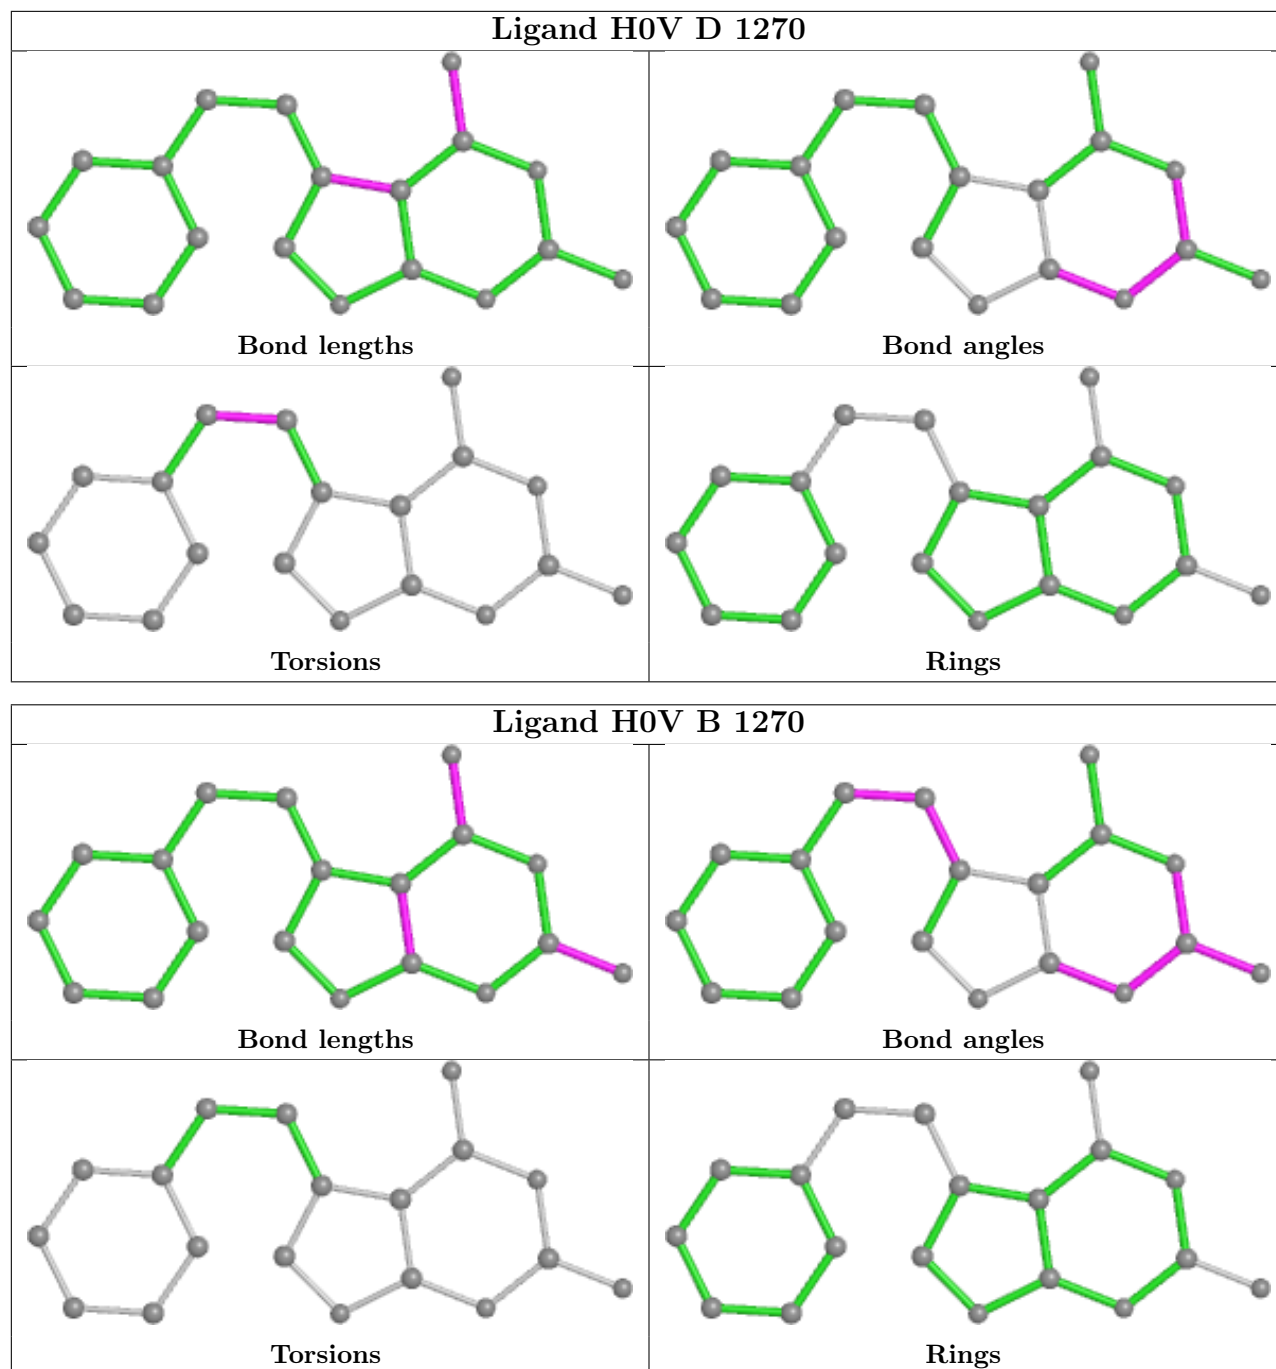 Ligand H0V D 1270
Bond lengths
Bond angles
Torsions
Rings
Ligand H0V B 1270
Bond lengths
Bond angles
Torsions
Rings